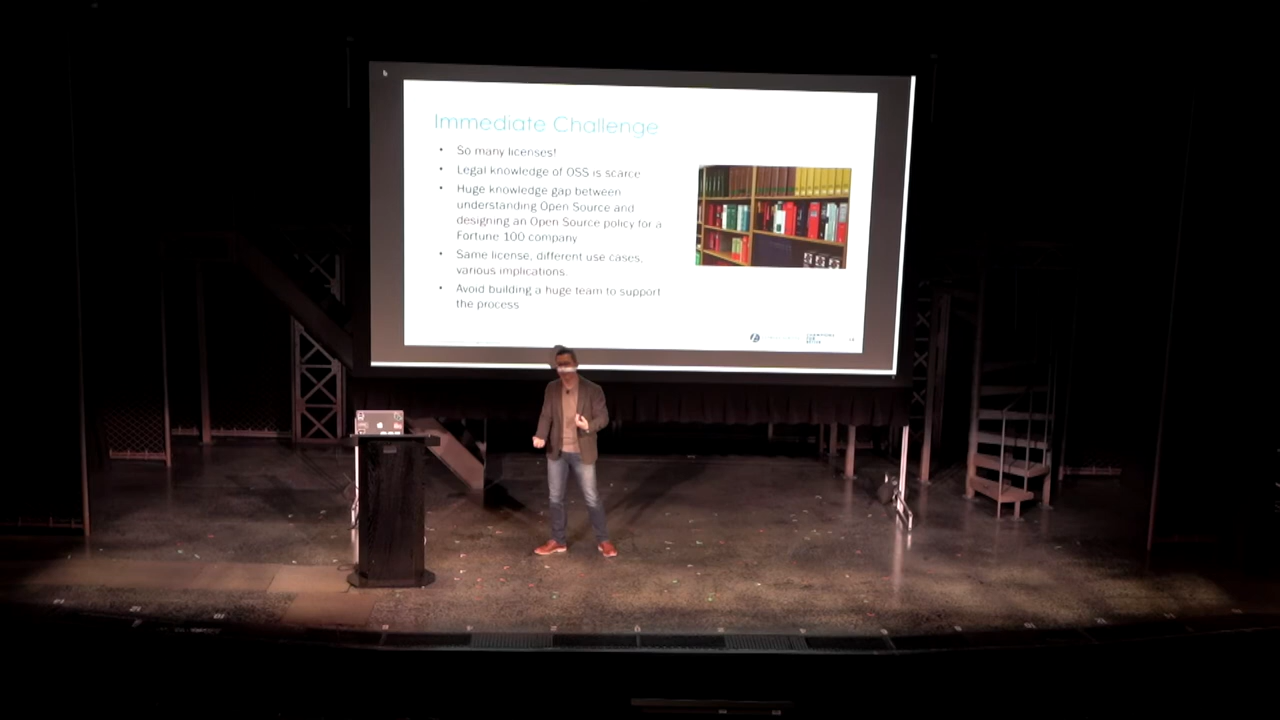 Immediate Challenge
• So many licenses!
• Legal knowledge of OSS is scarce
• Huge knowledge gap between
understanding Open Source and
designing an Open Source policy for a
Fortune 100 company
• Same license, different use cases,
various implications
• Avoid building a huge team to support
the process